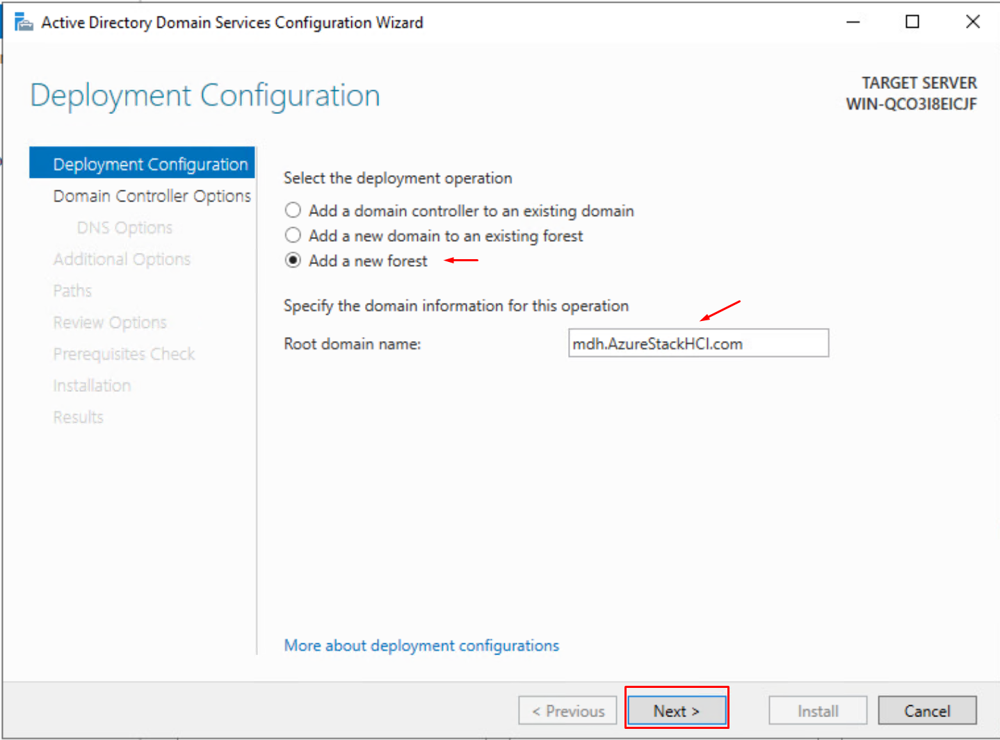 Active Directory Domain Services Configuration Wizard
Deployment Configuration
TARGET SERVER
WIN-QCO3I8EICJF
Deployment Configuration
Domain Controller Options
DNS Options
Additional Options
Paths
Review Options
Prerequisites Check
Installation
Results
Select the deployment operation
Add a domain controller to an existing domain
Add a new domain to an existing forest
Add a new forest
Specify the domain information for this operation
Root domain name:
mdh.AzureStackHCI.com
More about deployment configurations
< Previous
Next >
Install
Cancel